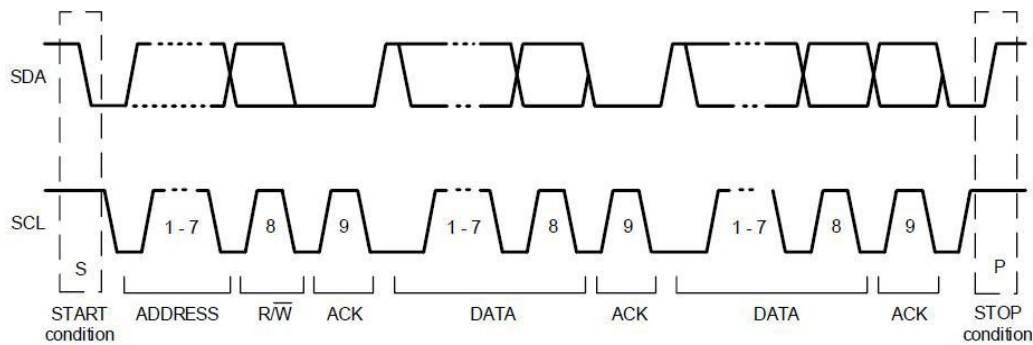 SDA
SCL
1 - 7 8 9 1 - 7 8 9 1 - 7 8 9
S P
START condition
ADDRESS R/W̅ ACK DATA ACK DATA ACK
STOP condition